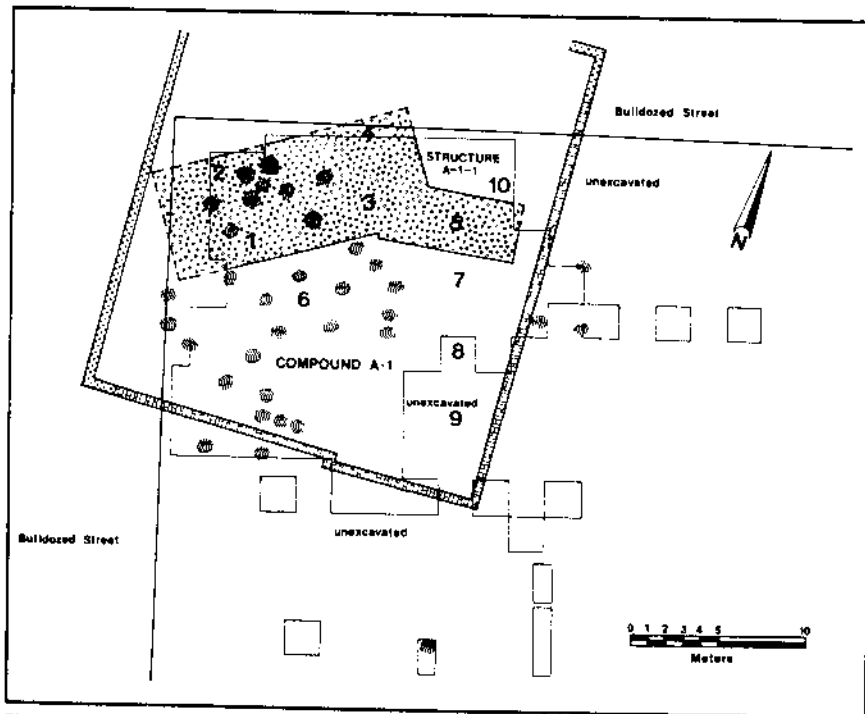 Bulldozed Street
4
STRUCTURE
A-1-1
2
10
unexcavated
3
5
1
N
7
6
8
COMPOUND A-1
unexcavated
9
unexcavated
Bulldozed Street
0 1 2 3 4 5 10
Meters